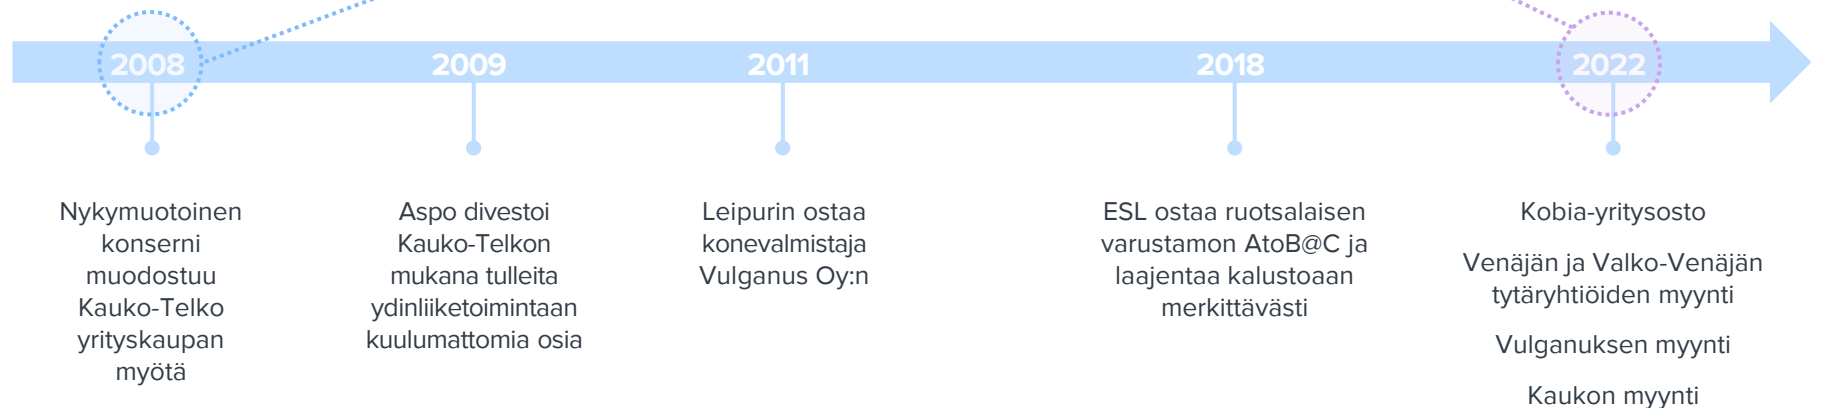 2008
2009
2011
2018
2022
Nykymuotoinen
konserni
muodostuu
Kauko-Telko
yrityskaupan
myötä
Aspo divestoi
Kauko-Telkon
mukana tulleita
ydinliiketoimintaan
kuulumattomia osia
Leipurin ostaa
konevalmistaja
Vulganus Oy:n
ESL ostaa ruotsalaisen
varustamon AtoB@C ja
laajentaa kalustoaan
merkittävästi
Kobia-yritysosto
Venäjän ja Valko-Venäjän
tytäryhtiöiden myynti
Vulganuksen myynti
Kaukon myynti